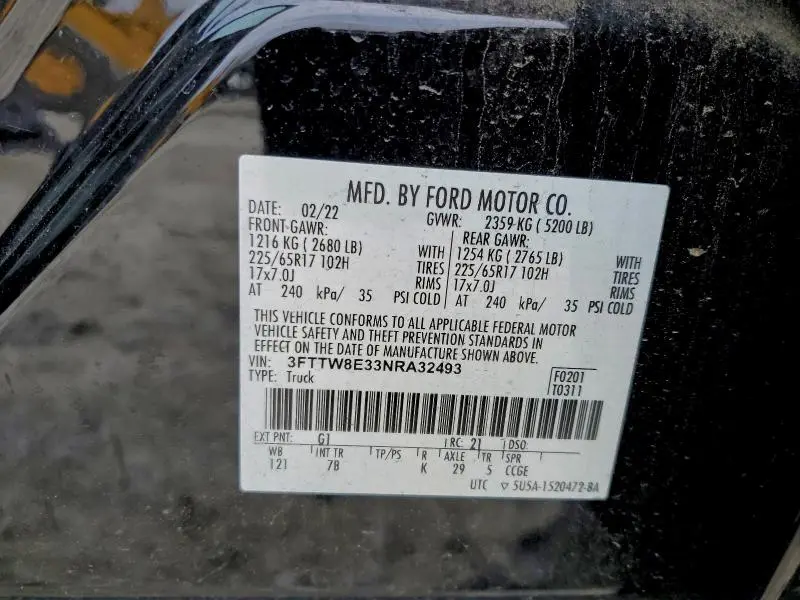 MFD. BY FORD MOTOR CO.
DATE: 02/22 GVWR: 2359 KG ( 5200 LB)
FRONT GAWR: REAR GAWR:
1216 KG ( 2680 LB) WITH 1254 KG ( 2765 LB) WITH
225/65R17 102H TIRES 225/65R17 102H TIRES
17x7.0J RIMS 17x7.0J RIMS
AT 240 kPa/ 35 PSI COLD AT 240 kPa/ 35 PSI COLD
THIS VEHICLE CONFORMS TO ALL APPLICABLE FEDERAL MOTOR
VEHICLE SAFETY AND THEFT PREVENTION STANDARDS IN
EFFECT ON THE DATE OF MANUFACTURE SHOWN ABOVE.
VIN: 3FTTW8E33NRA32493
TYPE: Truck F0201
T0311
EXT PNT: G1 RC: 21 DSO:
WB INT TR TP/PS R AXLE TR SPR
121 7B K 29 5 CCGE
UTC ▽ 5U5A-1520472-BA